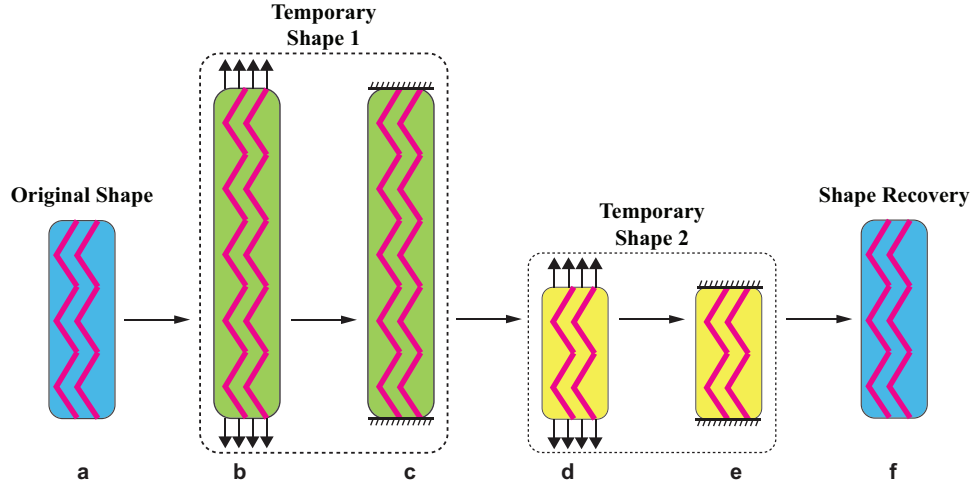 Temporary
Shape 1
Original Shape
Temporary
Shape 2
Shape Recovery
a
b
c
d
e
f